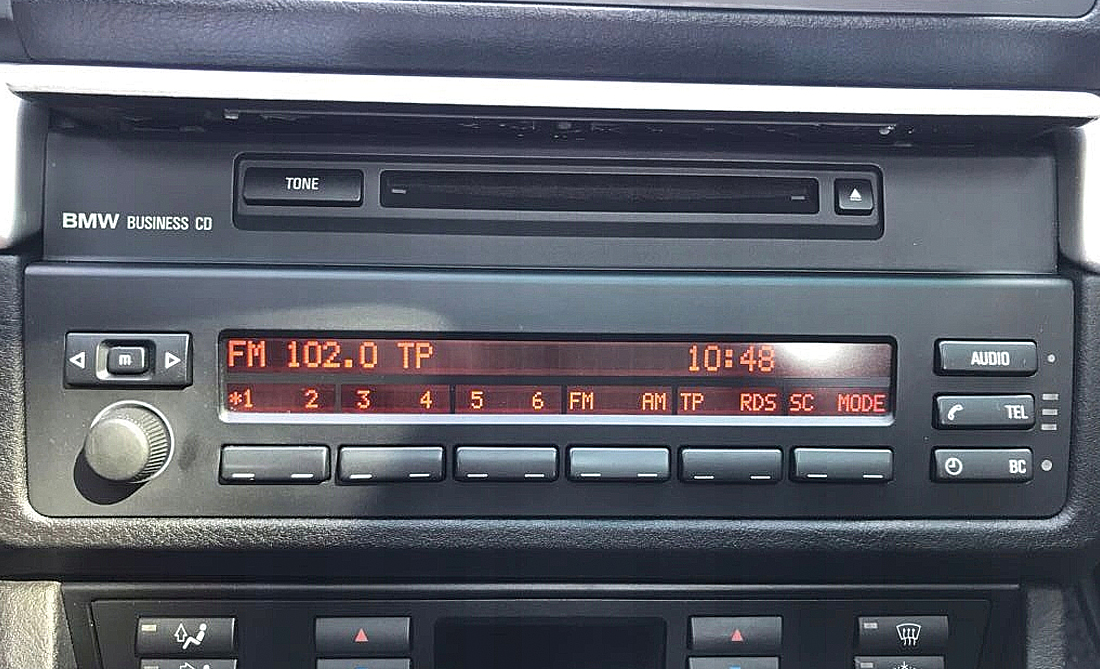 TONE
BMW BUSINESS CD
m
FM 102.0 TP 10:48
AUDIO
*1 2 3 4 5 6 FM AM TP RDS SC MODE
TEL
BC